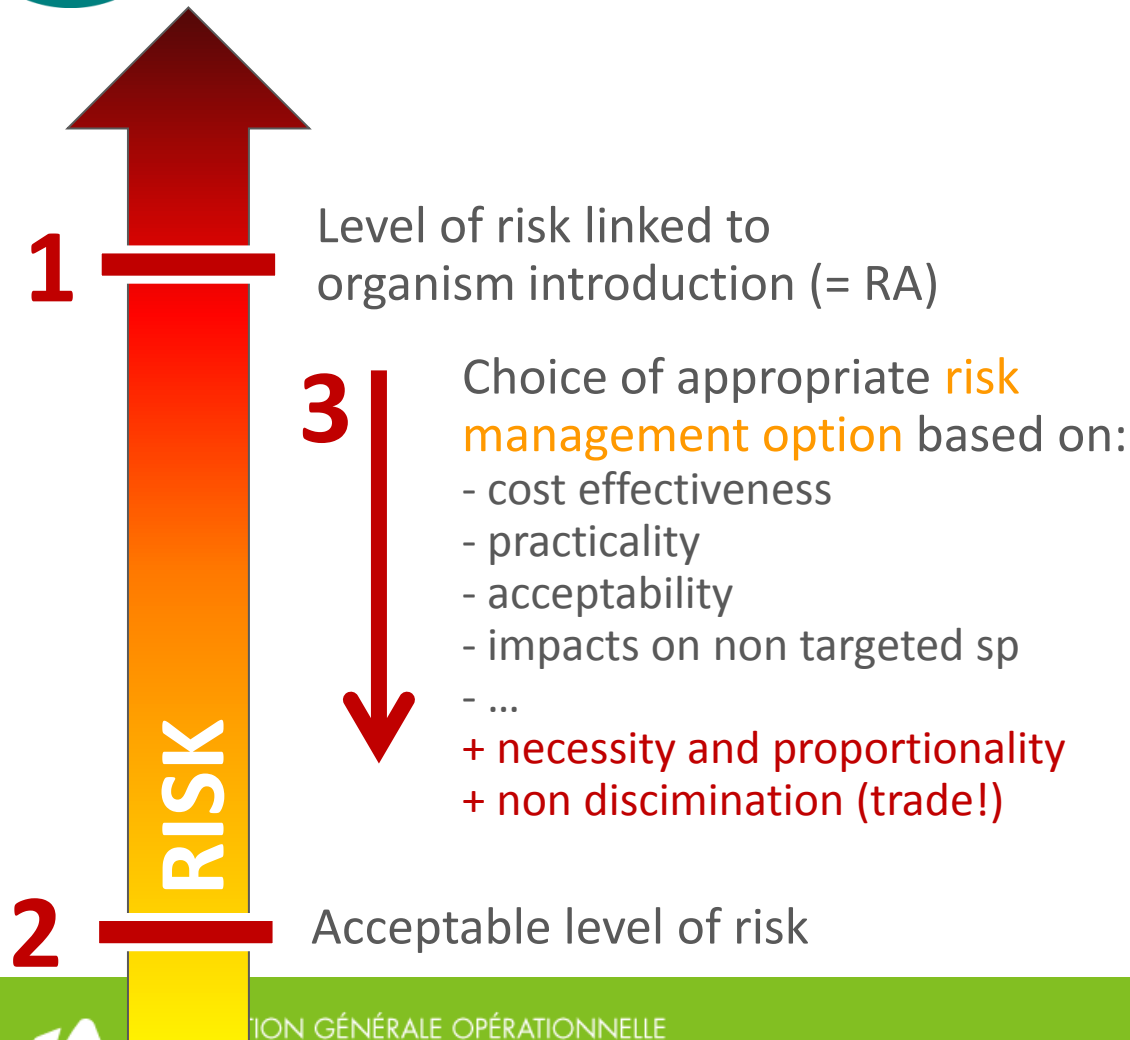 1
Level of risk linked to
organism introduction (= RA)
3
Choice of appropriate risk
management option based on:
- cost effectiveness
- practicality
- acceptability
- impacts on non targeted sp
- ...
+ necessity and proportionality
+ non discimination (trade!)
RISK
2
Acceptable level of risk
GÉNÉRALE OPÉRATIONNELLE